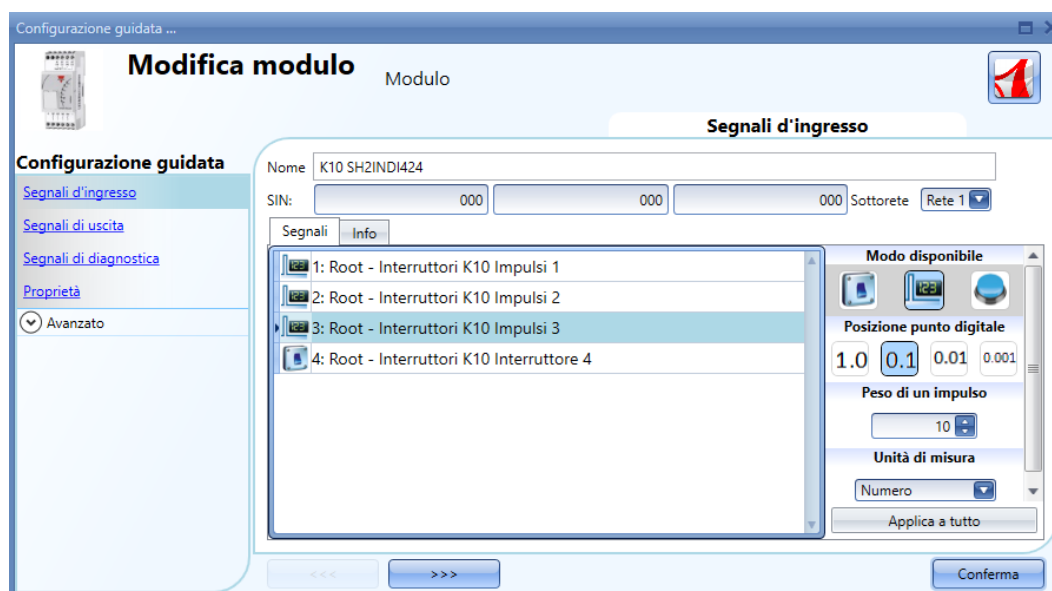 Configurazione guidata ...
Modifica modulo
Modulo
Segnali d'ingresso
Configurazione guidata
Segnali d'ingresso
Segnali di uscita
Segnali di diagnostica
Proprietà
Avanzato
Nome K10 SH2INDI424
SIN: 000 000 000 Sottorete Rete 1
Segnali Info
1: Root - Interruttori K10 Impulsi 1
2: Root - Interruttori K10 Impulsi 2
3: Root - Interruttori K10 Impulsi 3
4: Root - Interruttori K10 Interruttore 4
Modo disponibile
123
Posizione punto digitale
1.0 0.1 0.01 0.001
Peso di un impulso
10
Unità di misura
Numero
Applica a tutto
<<< >>> Conferma